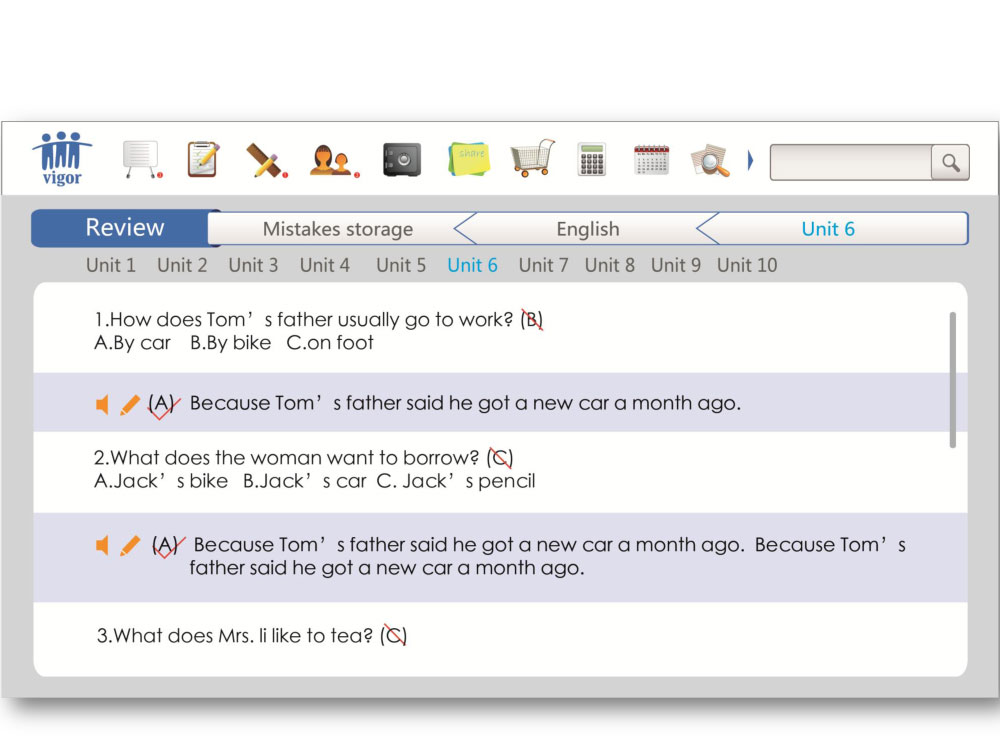 vigor
share
Review Mistakes storage English Unit 6
Unit 1 Unit 2 Unit 3 Unit 4 Unit 5 Unit 6 Unit 7 Unit 8 Unit 9 Unit 10
1.How does Tom’s father usually go to work? (B)
A.By car B.By bike C.on foot
(A) Because Tom’s father said he got a new car a month ago.
2.What does the woman want to borrow? (C)
A.Jack’s bike B.Jack’s car C. Jack’s pencil
(A) Because Tom’s father said he got a new car a month ago. Because Tom’s
father said he got a new car a month ago.
3.What does Mrs. li like to tea? (C)